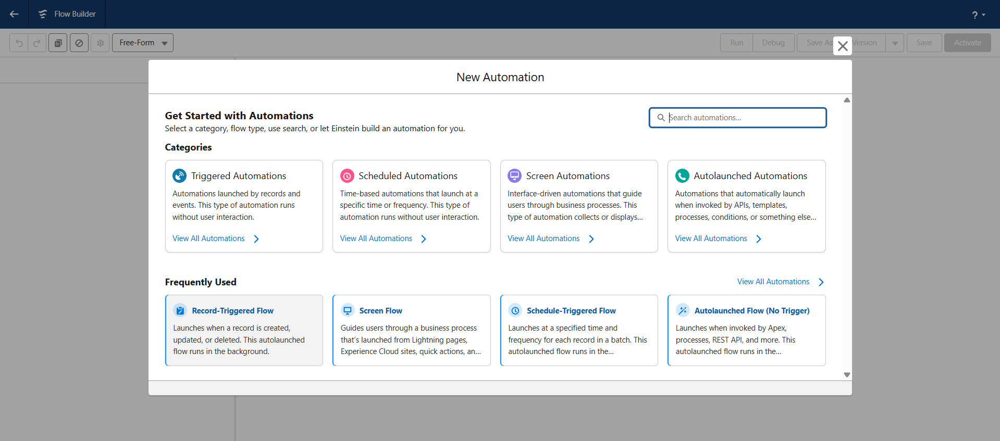 Flow Builder
?
Free-Form
Run
Debug
Save As
Version
Save
Activate
New Automation
Get Started with Automations
Select a category, flow type, use search, or let Einstein build an automation for you.
Search automations...
Categories
Triggered Automations
Automations launched by records and
events. This type of automation runs
without user interaction.
View All Automations
Scheduled Automations
Time-based automations that launch at a
specific time or frequency. This type of
automation runs without user interaction.
View All Automations
Screen Automations
Interface-driven automations that guide
users through business processes. This
type of automation collects or displays...
View All Automations
Autolaunched Automations
Automations that automatically launch
when invoked by APIs, templates,
processes, conditions, or something else...
View All Automations
Frequently Used
View All Automations
Record-Triggered Flow
Launches when a record is created,
updated, or deleted. This autolaunched
flow runs in the background.
Screen Flow
Guides users through a business process
that’s launched from Lightning pages,
Experience Cloud sites, quick actions, an...
Schedule-Triggered Flow
Launches at a specified time and
frequency for each record in a batch. This
autolaunched flow runs in the...
Autolaunched Flow (No Trigger)
Launches when invoked by Apex,
processes, REST API, and more. This
autolaunched flow runs in the...